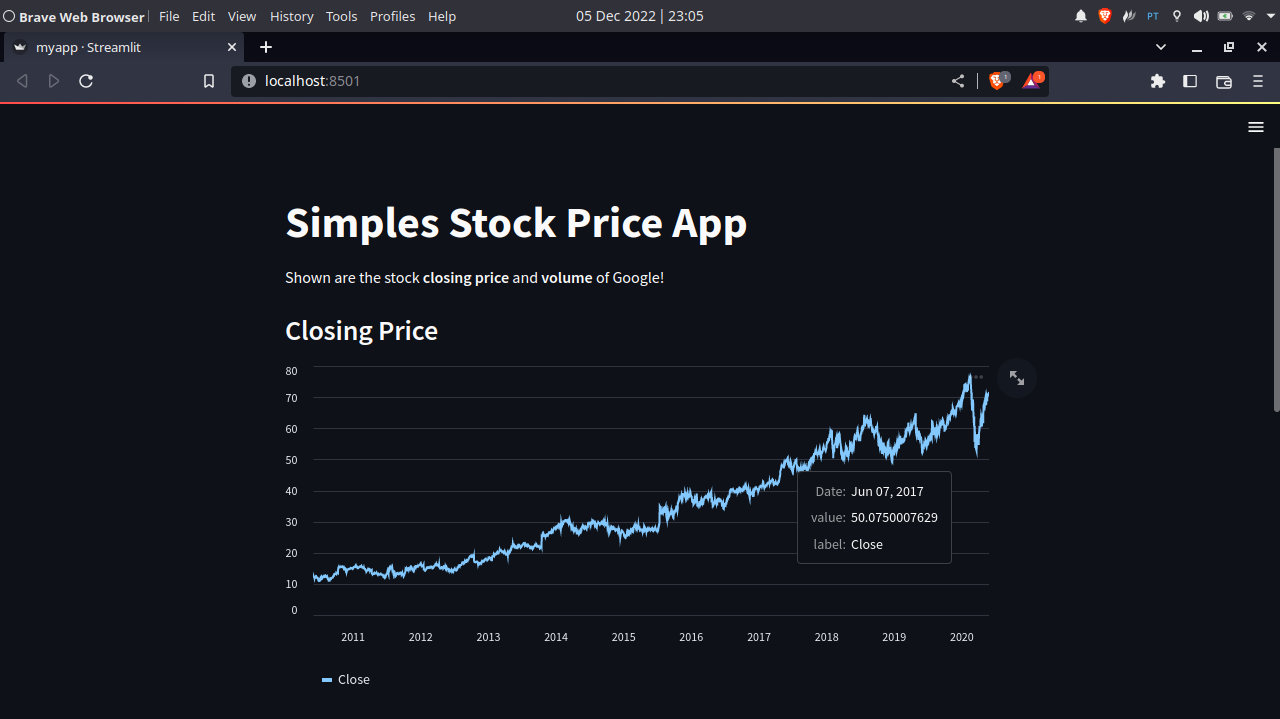 Brave Web Browser File Edit View History Tools Profiles Help 05 Dec 2022 | 23:05 PT
myapp · Streamlit
localhost:8501 1 1
Simples Stock Price App
Shown are the stock closing price and volume of Google!
Closing Price
80
70
60
50
40
30
20
10
0
Date: Jun 07, 2017
value: 50.0750007629
label: Close
2011 2012 2013 2014 2015 2016 2017 2018 2019 2020
Close